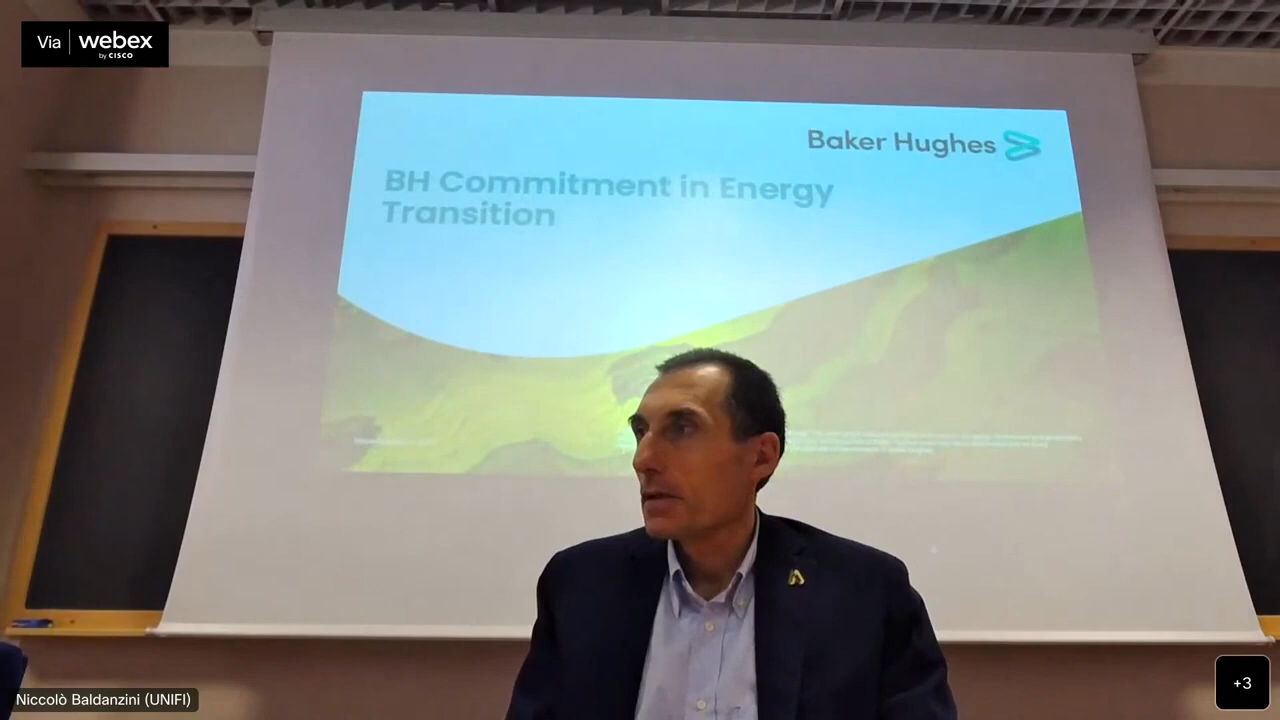 Via webex
by CISCO
Baker Hughes
BH Commitment in Energy
Transition
Niccolò Baldanzini (UNIFI)
+3